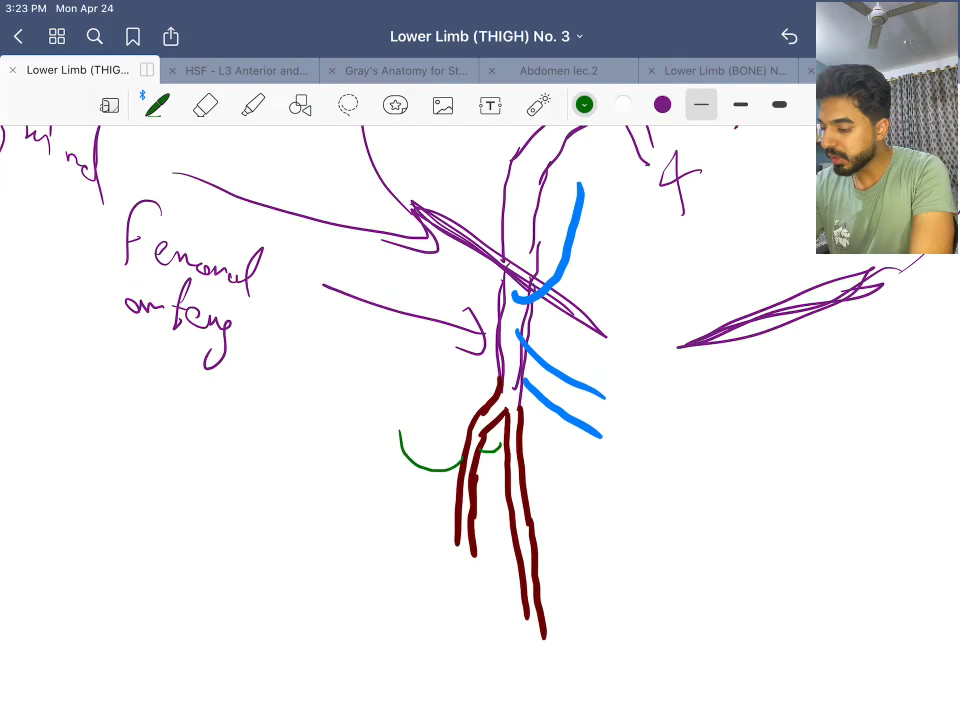 3:23 PM Mon Apr 24
Lower Limb (THIGH) No. 3
Lower Limb (THIG...
HSF - L3 Anterior and...
Gray's Anatomy for St...
Abdomen lec.2
Lower Limb (BONE) N...
T
4
Femoral
artery